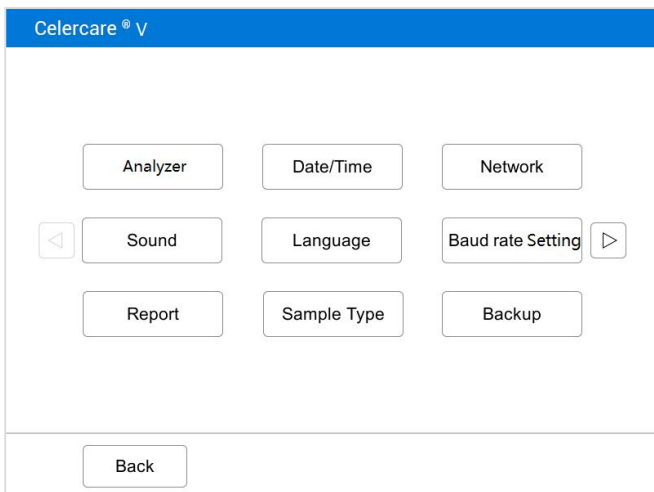 Celercare ® V
Analyzer Date/Time Network
Sound Language Baud rate Setting
Report Sample Type Backup
Back